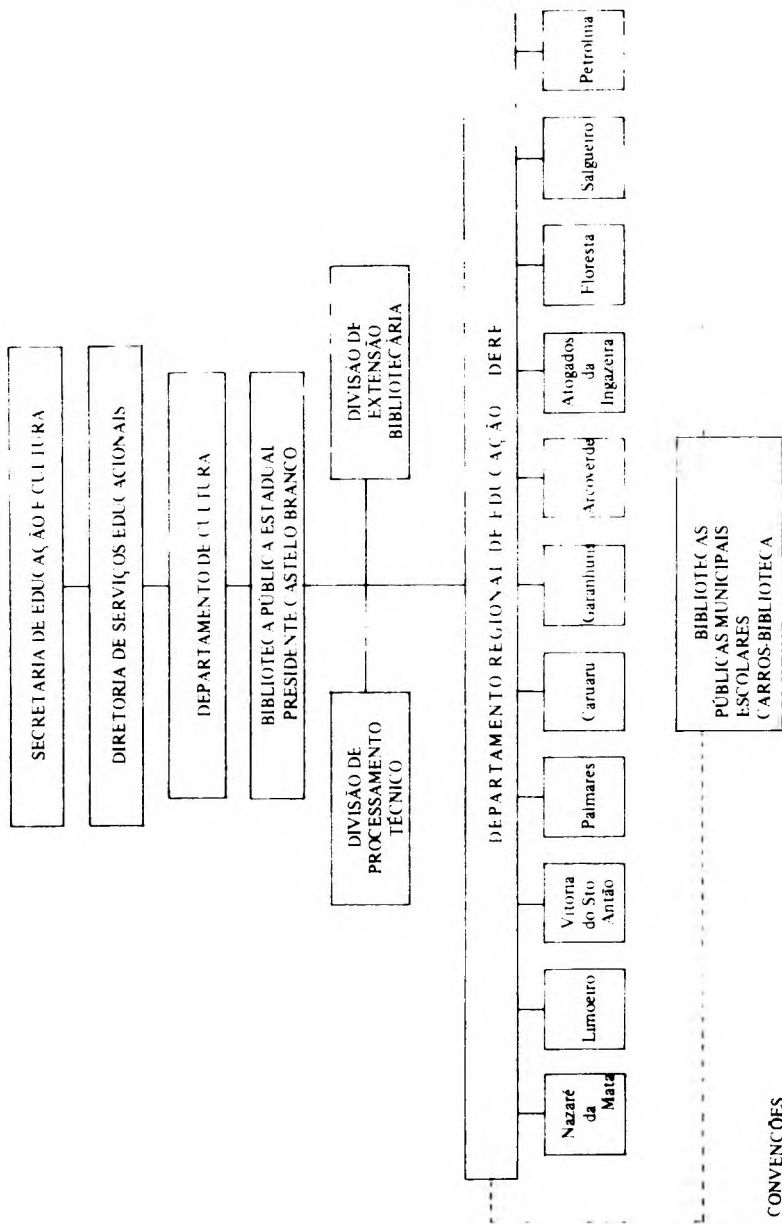 SECRETARIA DE EDUCAÇÃO E CULTURA
DIRETORIA DE SERVIÇOS EDUCACIONAIS
DEPARTAMENTO DE CULTURA
BIBLIOTECA PÚBLICA ESTADUAL
PRESIDENTE CASTELO BRANCO
DIVISÃO DE
PROCESSAMENTO
TÉCNICO
DIVISÃO DE
EXTENSÃO
BIBLIOTECÁRIA
DEPARTAMENTO REGIONAL DE EDUCAÇÃO DERE
Nazaré
da
Mata
Limoeiro
Vitoria
do Sto
Antão
Palmares
Caruaru
Garanhuns
Arcoverde
Afogados
da
Ingazeira
Floresta
Salgueiro
Petrolina
BIBLIOTECAS
PÚBLICAS MUNICIPAIS
ESCOLARES
CARROS-BIBLIOTECA
CONVENÇÕES